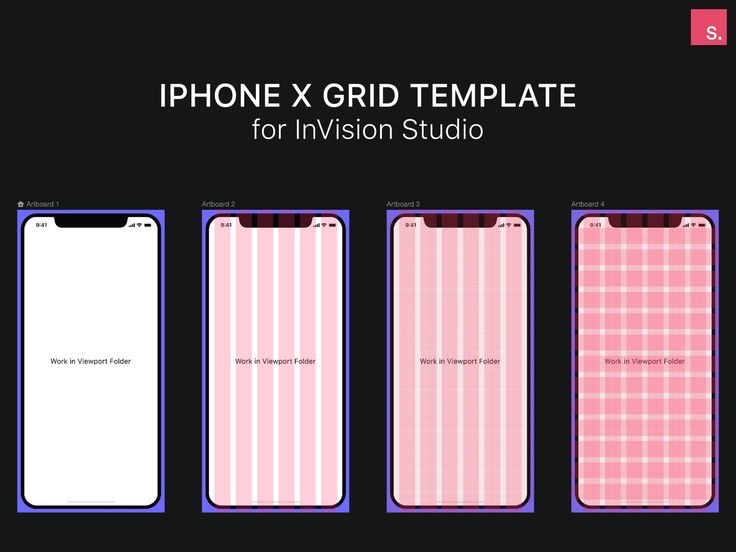 s.
IPHONE X GRID TEMPLATE
for InVision Studio
Artboard 1
Artboard 2
Artboard 3
Artboard 4
9:41
9:41
9:41
9:41
Work in Viewport Folder
Work in Viewport Folder
Work in Viewport Folder
Work in Viewport Folder